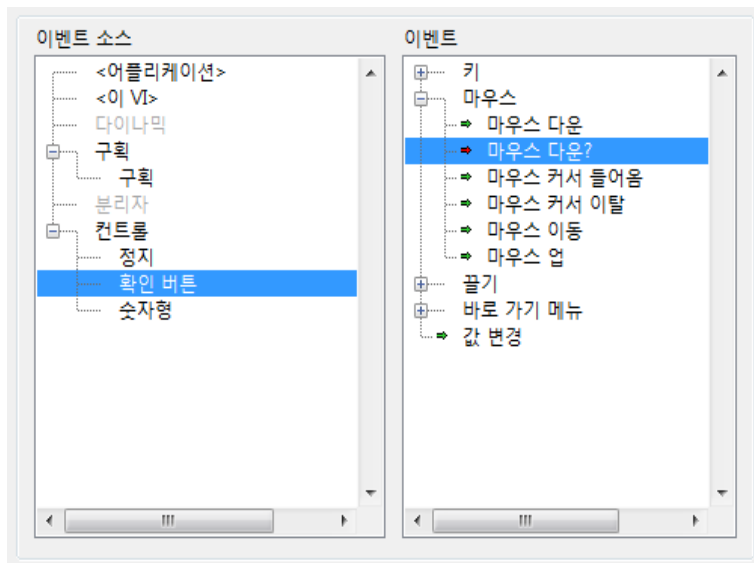 이벤트 소스
<어플리케이션>
<이 VI>
다이나믹
구획
구획
분리자
컨트롤
정지
확인 버튼
숫자형
이벤트
키
마우스
마우스 다운
마우스 다운?
마우스 커서 들어옴
마우스 커서 이탈
마우스 이동
마우스 업
끌기
바로 가기 메뉴
값 변경